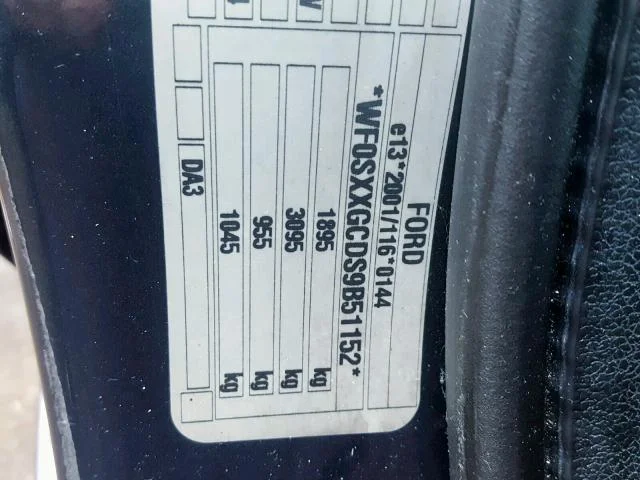 FORD
e13*2001/116*0144
*WF0SXXGCDS9B51152*
1895 kg
3095 kg
955 kg
1045 kg
DA3